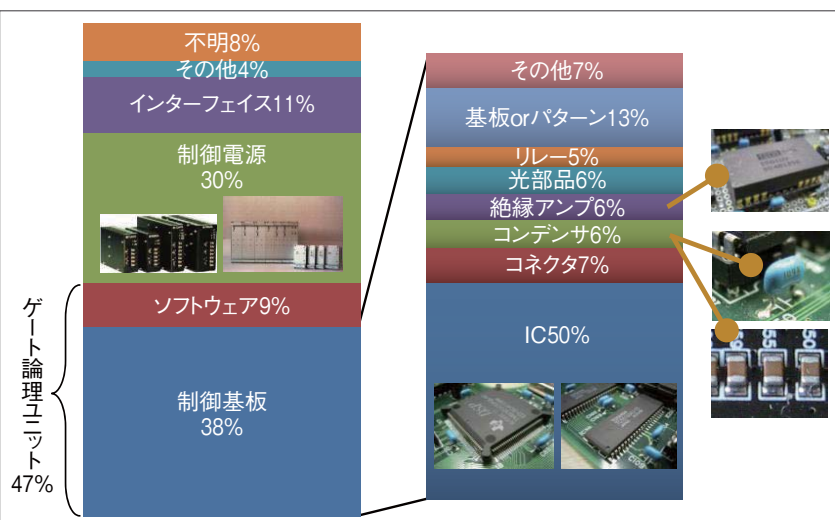 不明8%
その他4%
インターフェイス11%
制御電源
30%
ソフトウェア9%
制御基板
38%
ゲート論理ユニット
47%
その他7%
基板orパターン13%
リレー5%
光部品6%
絶縁アンプ6%
コンデンサ6%
コネクタ7%
IC50%
55
50